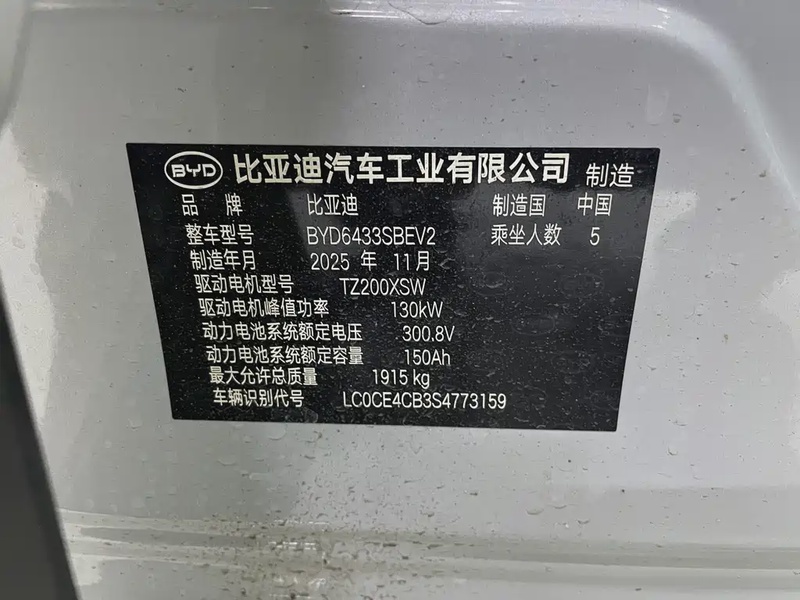 BYD 比亚迪汽车工业有限公司 制造
品 牌 比亚迪 制造国 中国
整车型号 BYD6433SBEV2 乘坐人数 5
制造年月 2025 年 11月
驱动电机型号 TZ200XSW
驱动电机峰值功率 130kW
动力电池系统额定电压 300.8V
动力电池系统额定容量 150Ah
最大允许总质量 1915 kg
车辆识别代号 LC0CE4CB3S4773159